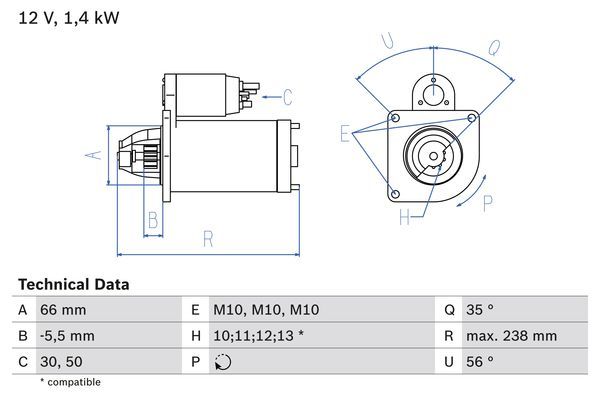 12 V, 1,4 kW
U
Q
A
C
E
B
R
H
P
Technical Data
A 66 mm E M10, M10, M10 Q 35 °
B -5,5 mm H 10;11;12;13 * R max. 238 mm
C 30, 50 P U 56 °
* compatible